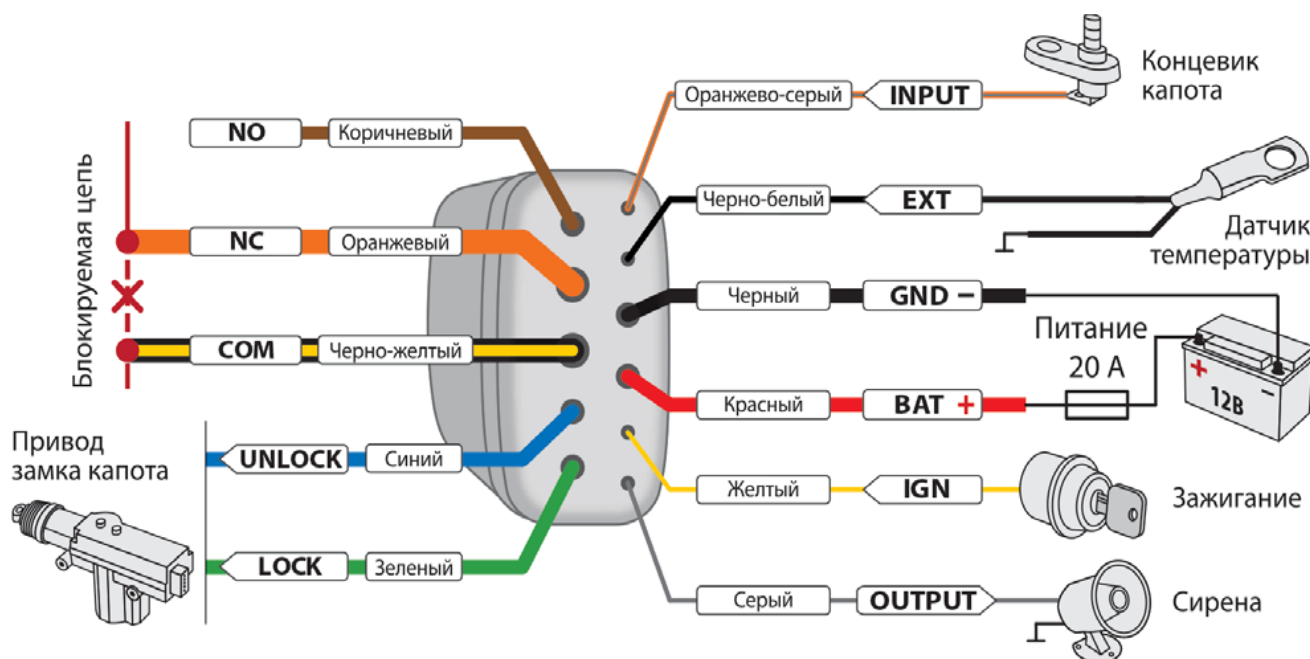 Оранжево-серый
INPUT
Концевик
капота
NO
Коричневый
Черно-белый
EXT
Датчик
температуры
Блокируемая цепь
NC
Оранжевый
Черный
GND –
Питание
20 А
COM
Черно-желтый
Красный
BAT +
+
–
12В
Привод
замка капота
UNLOCK
Синий
Желтый
IGN
Зажигание
LOCK
Зеленый
Серый
OUTPUT
Сирена